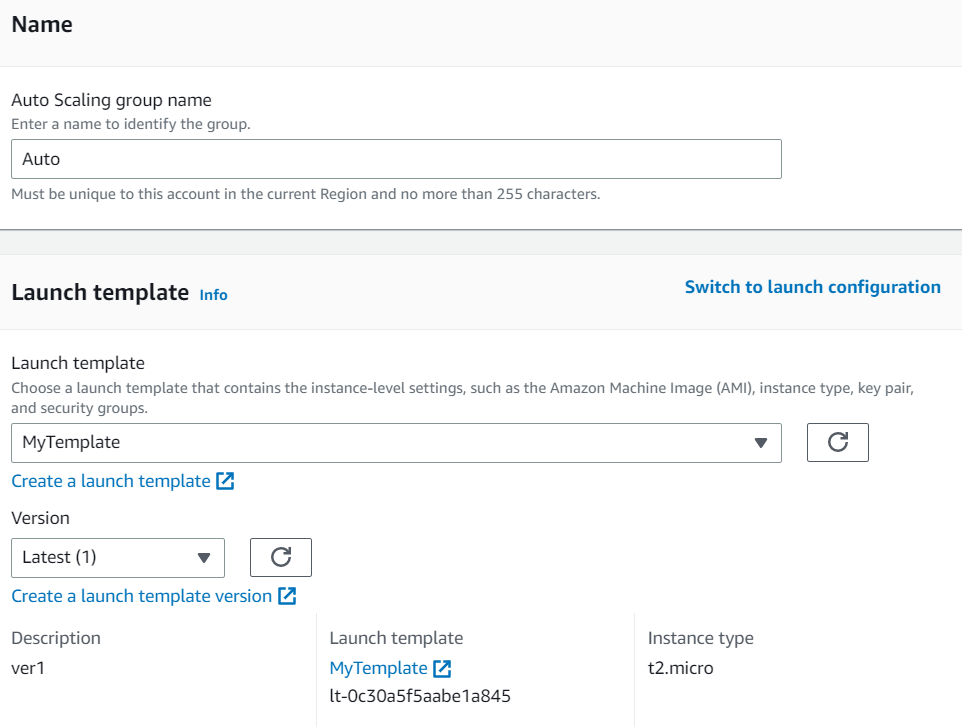 Name
Auto Scaling group name
Enter a name to identify the group.
Auto
Must be unique to this account in the current Region and no more than 255 characters.
Launch template Info
Switch to launch configuration
Launch template
Choose a launch template that contains the instance-level settings, such as the Amazon Machine Image (AMI), instance type, key pair,
and security groups.
MyTemplate
Create a launch template
Version
Latest (1)
Create a launch template version
Description
ver1
Launch template
MyTemplate
lt-0c30a5f5aabe1a845
Instance type
t2.micro